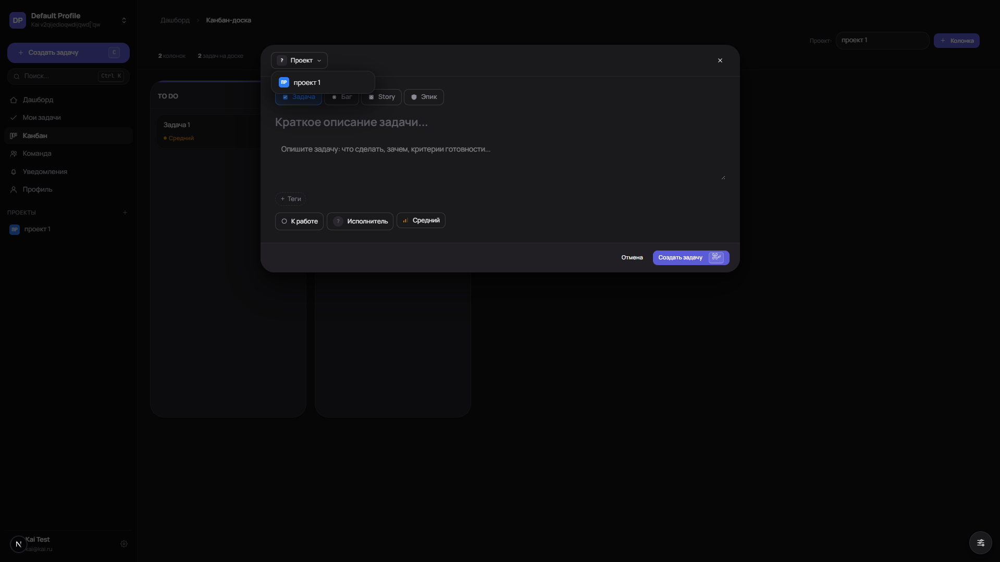 DP
Default Profile
Kai v2qijedioqwdijqwd['qw
Создать задачу
C
Поиск...
Ctrl K
Дашборд
Мои задачи
Канбан
Команда
Уведомления
Профиль
ПРОЕКТЫ
ПР
проект 1
N
Kai Test
kai@kai.ru
Дашборд
Канбан-доска
2 колонок
2 задач на доске
Проект:
проект 1
+ Колонка
TO DO
Задача 1
Средний
? Проект
ПР проект 1
Задача
Баг
Story
Эпик
Краткое описание задачи...
Опишите задачу: что сделать, зачем, критерии готовности...
+ Теги
К работе
? Исполнитель
Средний
Отмена
Создать задачу ⌘↵